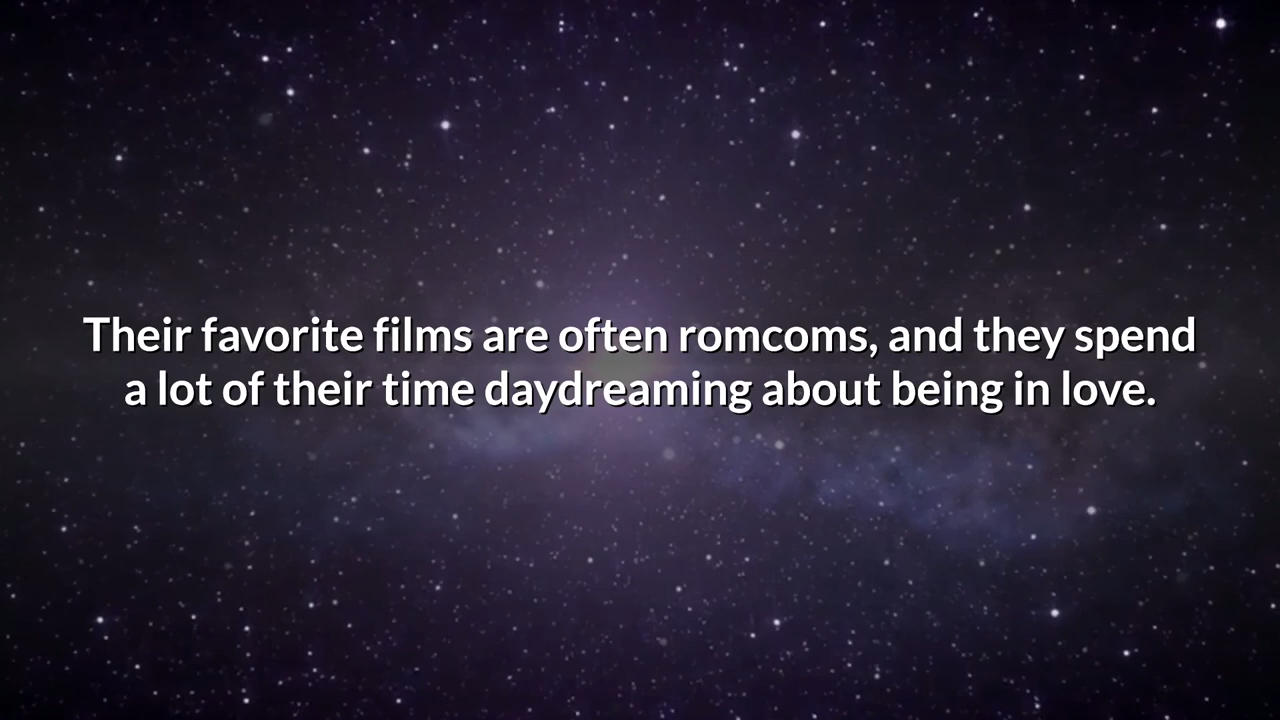 Their favorite films are often romcoms, and they spend
a lot of their time daydreaming about being in love.